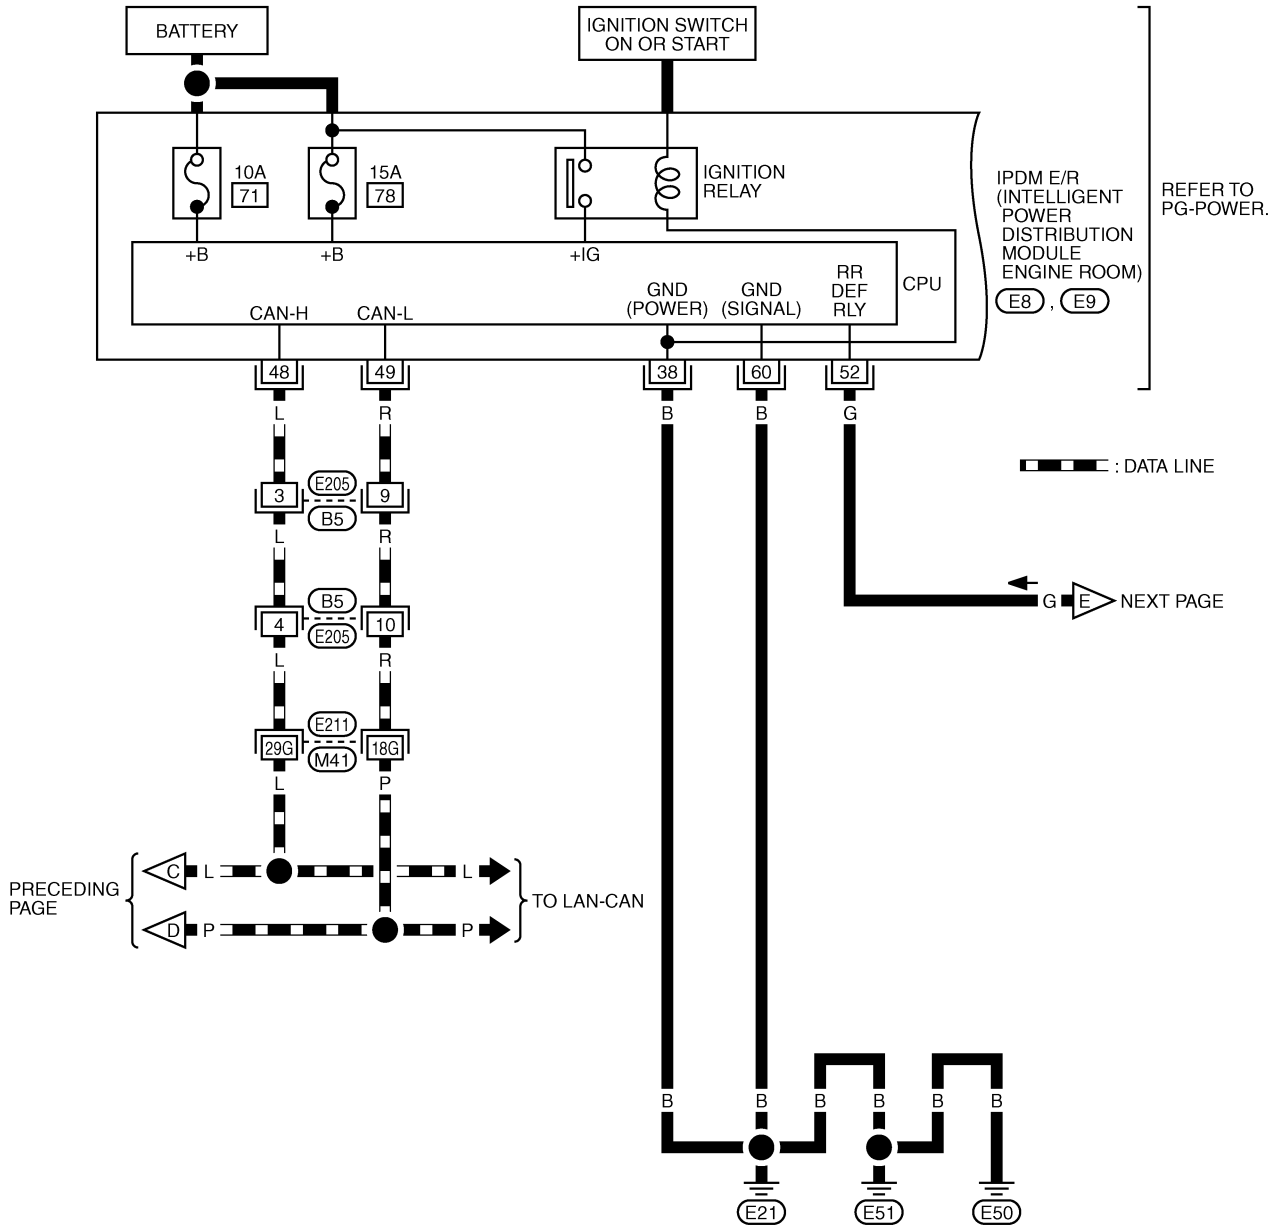 BATTERY
IGNITION SWITCH
ON OR START
10A
71
15A
78
IGNITION
RELAY
IPDM E/R
(INTELLIGENT
POWER
DISTRIBUTION
MODULE
ENGINE ROOM)
E8 , E9
REFER TO
PG-POWER.
+B
+B
+IG
CPU
CAN-H
CAN-L
GND
(POWER)
GND
(SIGNAL)
RR
DEF
RLY
48
49
38
60
52
L
R
B
B
G
: DATA LINE
3
E205
9
B5
L
R
G
E
NEXT PAGE
B5
4
10
E205
L
R
E211
29G
18G
M41
L
P
PRECEDING
PAGE
C
L
L
D
P
P
TO LAN-CAN
B
B
B
B
B
B
E21
E51
E50